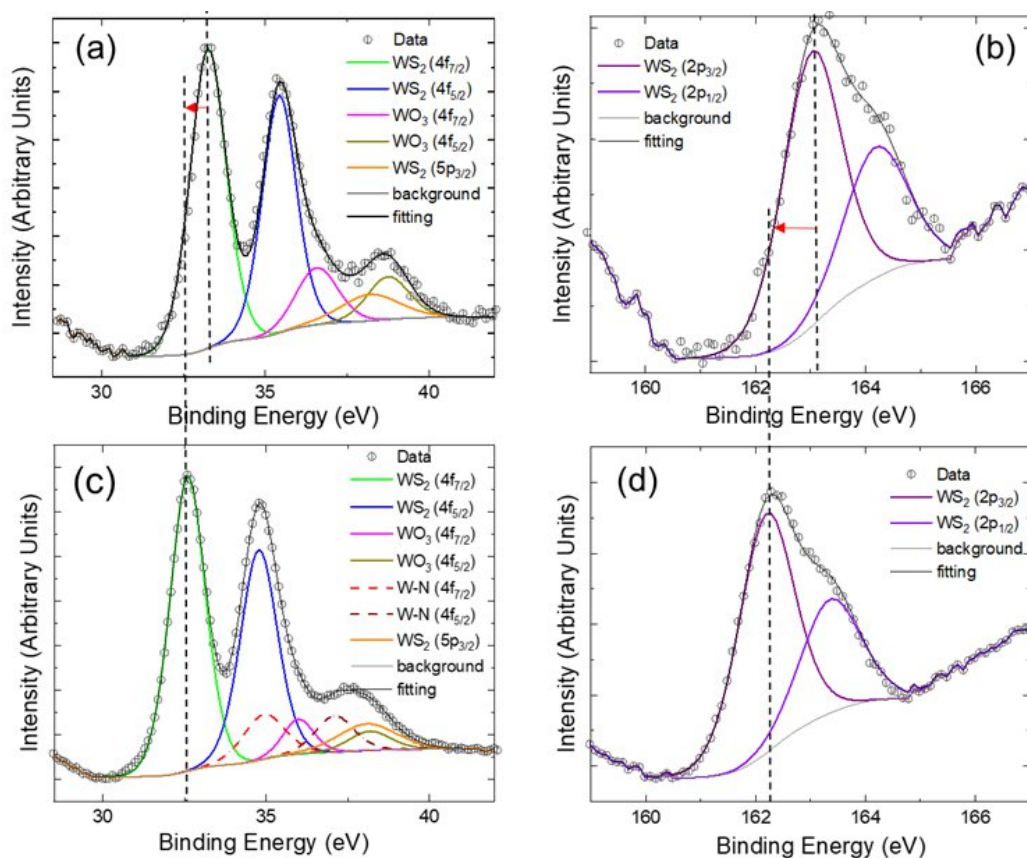 (a)
Data
WS₂ (4f₇/₂)
WS₂ (4f₅/₂)
WO₃ (4f₇/₂)
WO₃ (4f₅/₂)
WS₂ (5p₃/₂)
background
fitting
Intensity (Arbitrary Units)
30 35 40
Binding Energy (eV)
(b)
Data
WS₂ (2p₃/₂)
WS₂ (2p₁/₂)
background
fitting
Intensity (Arbitrary Units)
160 162 164 166
Binding Energy (eV)
(c)
Data
WS₂ (4f₇/₂)
WS₂ (4f₅/₂)
WO₃ (4f₇/₂)
WO₃ (4f₅/₂)
W-N (4f₇/₂)
W-N (4f₅/₂)
WS₂ (5p₃/₂)
background
fitting
Intensity (Arbitrary Units)
30 35 40
Binding Energy (eV)
(d)
Data
WS₂ (2p₃/₂)
WS₂ (2p₁/₂)
background
fitting
Intensity (Arbitrary Units)
160 162 164 166
Binding Energy (eV)